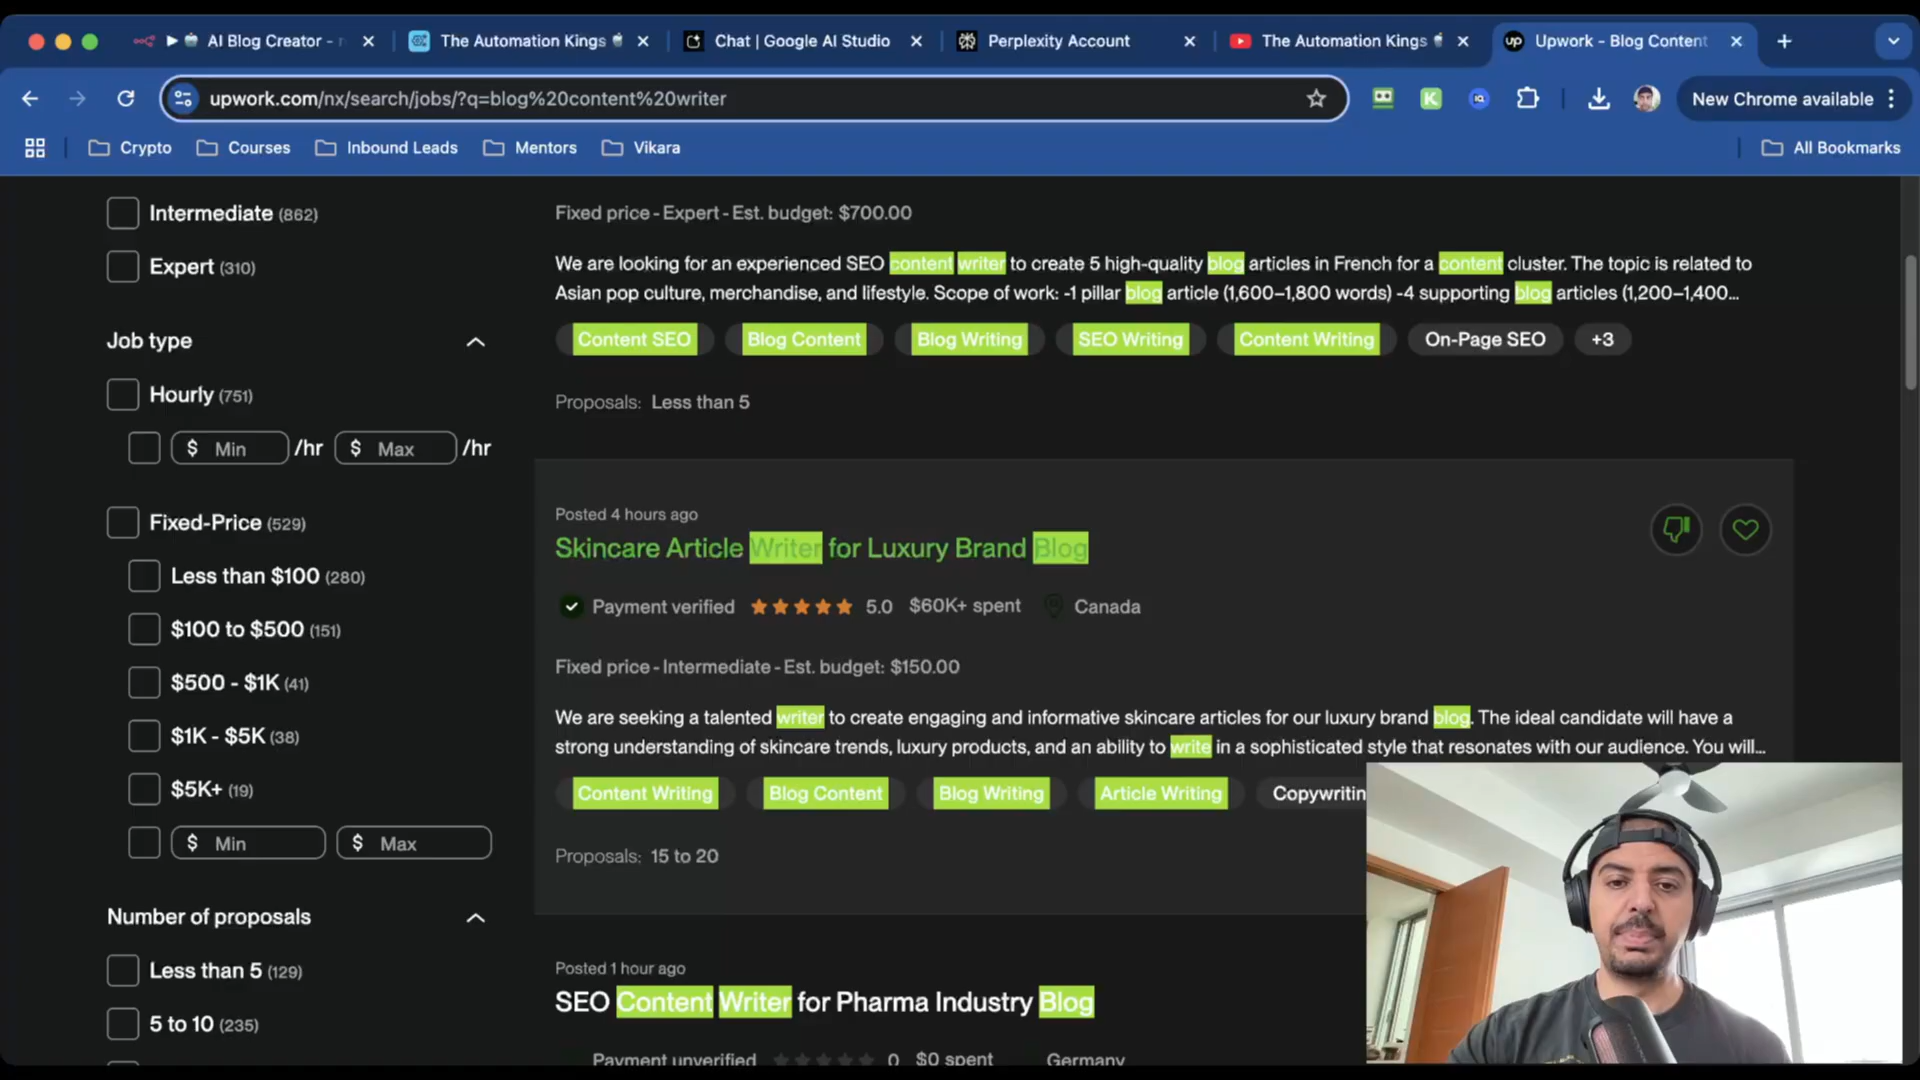 AI Blog Creator -
The Automation Kings
Chat | Google AI Studio
Perplexity Account
The Automation Kings
up
Upwork - Blog Content
upwork.com/nx/search/jobs/?q=blog%20content%20writer
K
New Chrome available
Crypto
Courses
Inbound Leads
Mentors
Vikara
All Bookmarks
Intermediate (862)
Expert (310)
Job type
Hourly (751)
$ Min /hr $ Max /hr
Fixed-Price (529)
Less than $100 (280)
$100 to $500 (151)
$500 - $1K (41)
$1K - $5K (38)
$5K+ (19)
$ Min $ Max
Number of proposals
Less than 5 (129)
5 to 10 (235)
Fixed price - Expert - Est. budget: $700.00
We are looking for an experienced SEO content writer to create 5 high-quality blog articles in French for a content cluster. The topic is related to
Asian pop culture, merchandise, and lifestyle. Scope of work: -1 pillar blog article (1,600–1,800 words) -4 supporting blog articles (1,200–1,400...
Content SEO Blog Content Blog Writing SEO Writing Content Writing On-Page SEO +3
Proposals: Less than 5
Posted 4 hours ago
Skincare Article Writer for Luxury Brand Blog
Payment verified 5.0 $60K+ spent Canada
Fixed price - Intermediate - Est. budget: $150.00
We are seeking a talented writer to create engaging and informative skincare articles for our luxury brand blog. The ideal candidate will have a
strong understanding of skincare trends, luxury products, and an ability to write in a sophisticated style that resonates with our audience. You will...
Content Writing Blog Content Blog Writing Article Writing Copywritin
Proposals: 15 to 20
Posted 1 hour ago
SEO Content Writer for Pharma Industry Blog
Payment unverified 0 $0 spent Germany